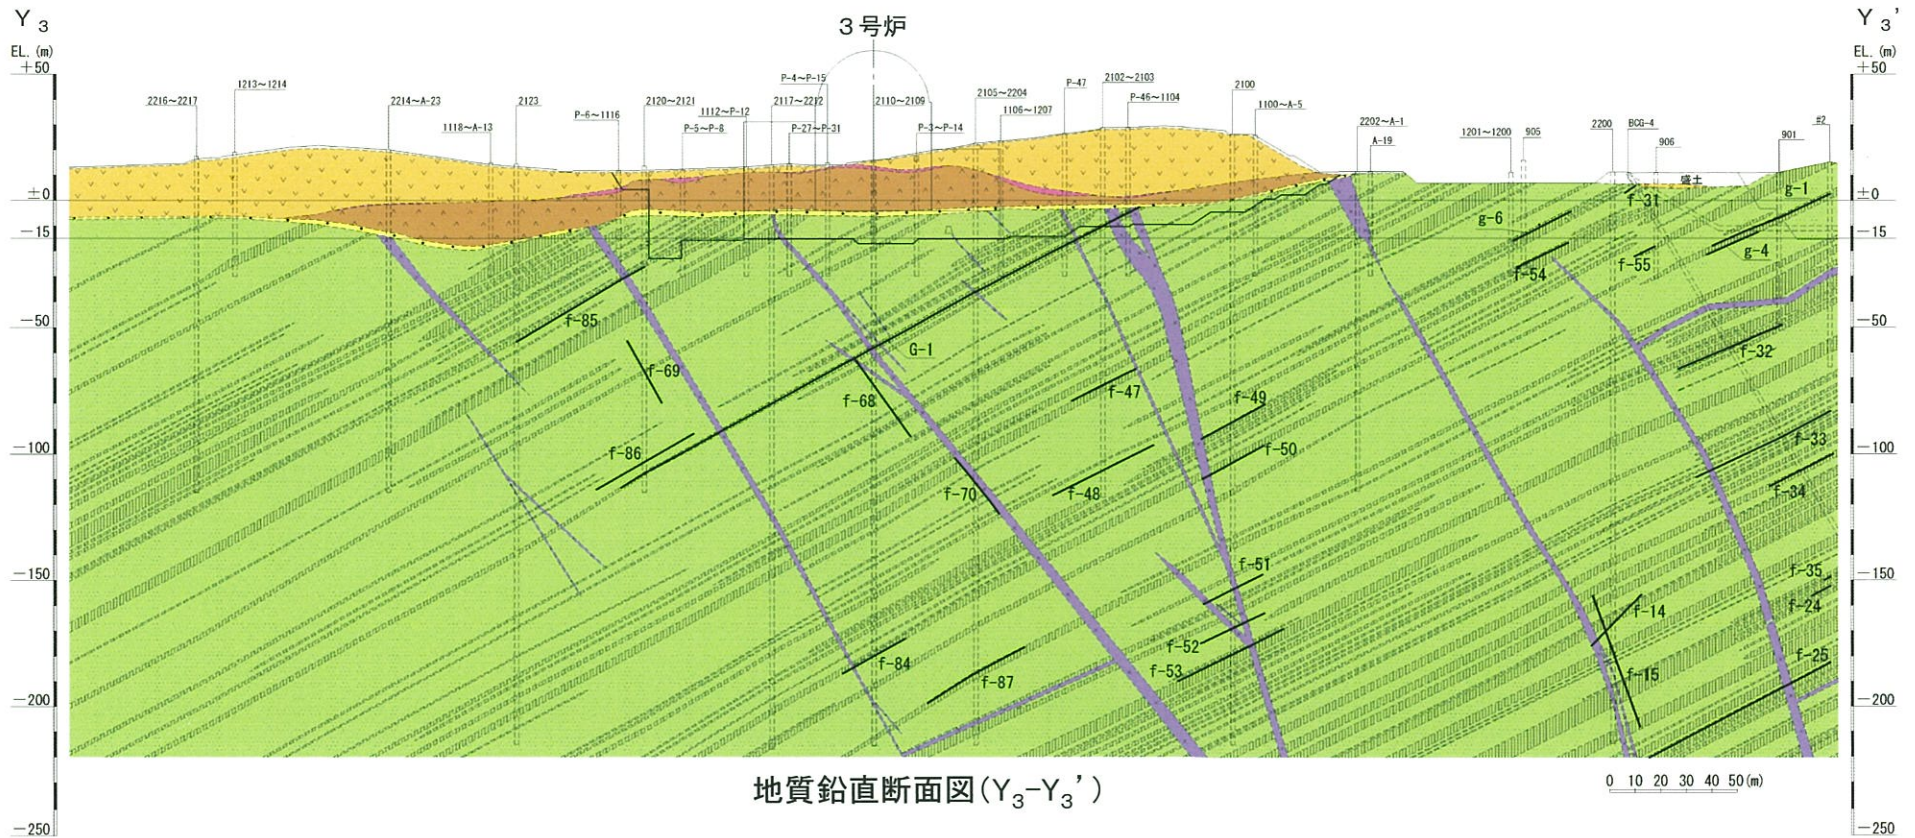 Y₃
Y₃'
３号炉
EL. (m)
EL. (m)
+50
+50
1213～1214
P-4～P-15
P-47
2102～2103
2100
2216～2217
2214～A-23
2123
2120～2121
2117～2212
2110～2109
2105～2204
P-46～1104
P-6～1116
1112～P-12
1106～1207
1100～A-5
1118～A-13
P-5～P-8
P-27～P-31
P-3～P-14
2202～A-1
A-19
1201～1200
905
2200
BCG-4
906
901
#2
盛土
±0
±0
−15
−15
g-1
f-31
g-6
g-4
f-54
f-55
−50
−50
f-85
G-1
f-32
f-69
f-68
f-47
f-49
−100
−100
f-86
f-50
f-33
f-70
f-48
f-34
−150
−150
f-51
f-35
f-24
f-14
f-52
f-84
f-53
f-25
f-87
f-15
−200
−200
地質鉛直断面図(Y₃-Y₃')
0 10 20 30 40 50(m)
−250
−250